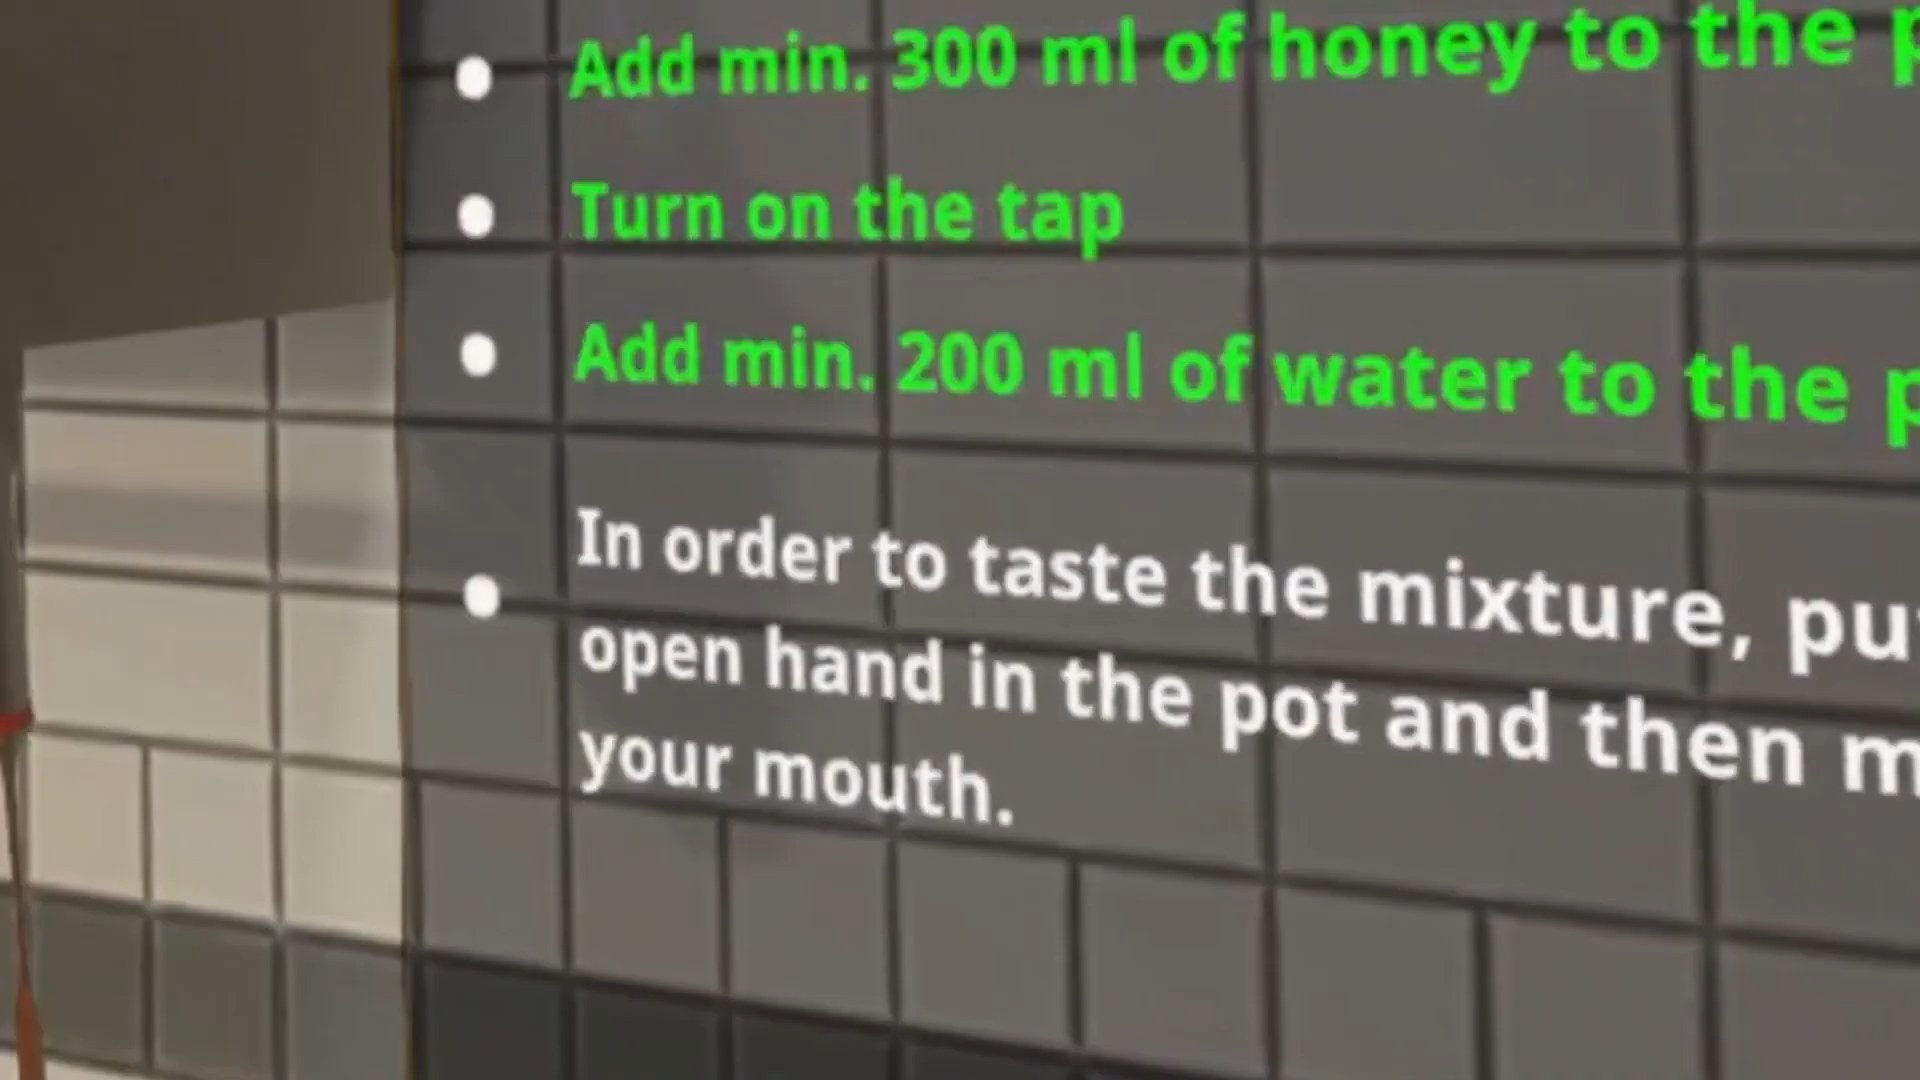 Add min. 300 ml of honey to the
Turn on the tap
Add min. 200 ml of water to the
In order to taste the mixture,
open hand in the pot and then
your mouth.